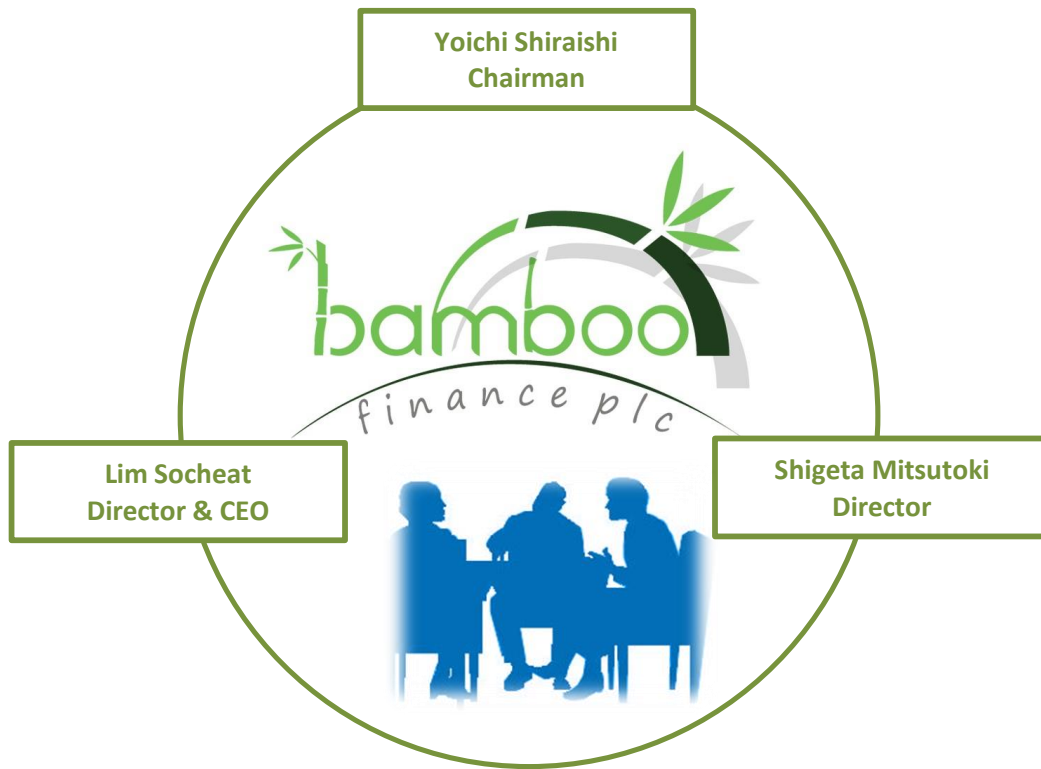 Yoichi Shiraishi
Chairman
bamboo
finance plc
Lim Socheat
Director & CEO
Shigeta Mitsutoki
Director